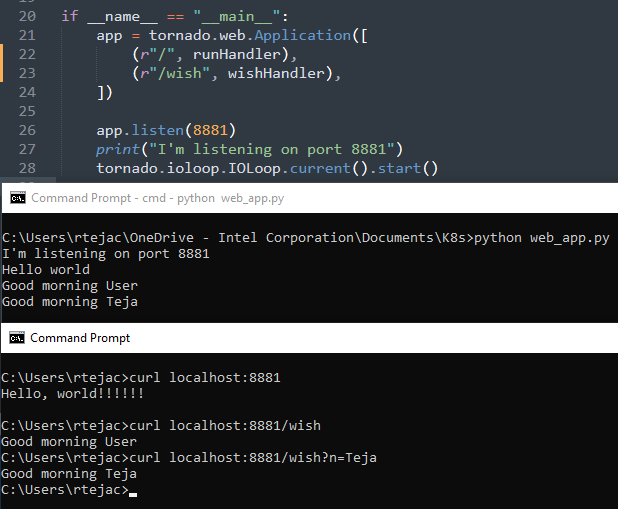 20 if __name__ == "__main__":
21     app = tornado.web.Application([
22         (r"/", runHandler),
23         (r"/wish", wishHandler),
24     ])
25
26     app.listen(8881)
27     print("I'm listening on port 8881")
28     tornado.ioloop.IOLoop.current().start()
Command Prompt - cmd - python  web_app.py
C:\Users\rtejac\OneDrive - Intel Corporation\Documents\K8s>python web_app.py
I'm listening on port 8881
Hello world
Good morning User
Good morning Teja
Command Prompt
C:\Users\rtejac>curl localhost:8881
Hello, world!!!!!!
C:\Users\rtejac>curl localhost:8881/wish
Good morning User
C:\Users\rtejac>curl localhost:8881/wish?n=Teja
Good morning Teja
C:\Users\rtejac>